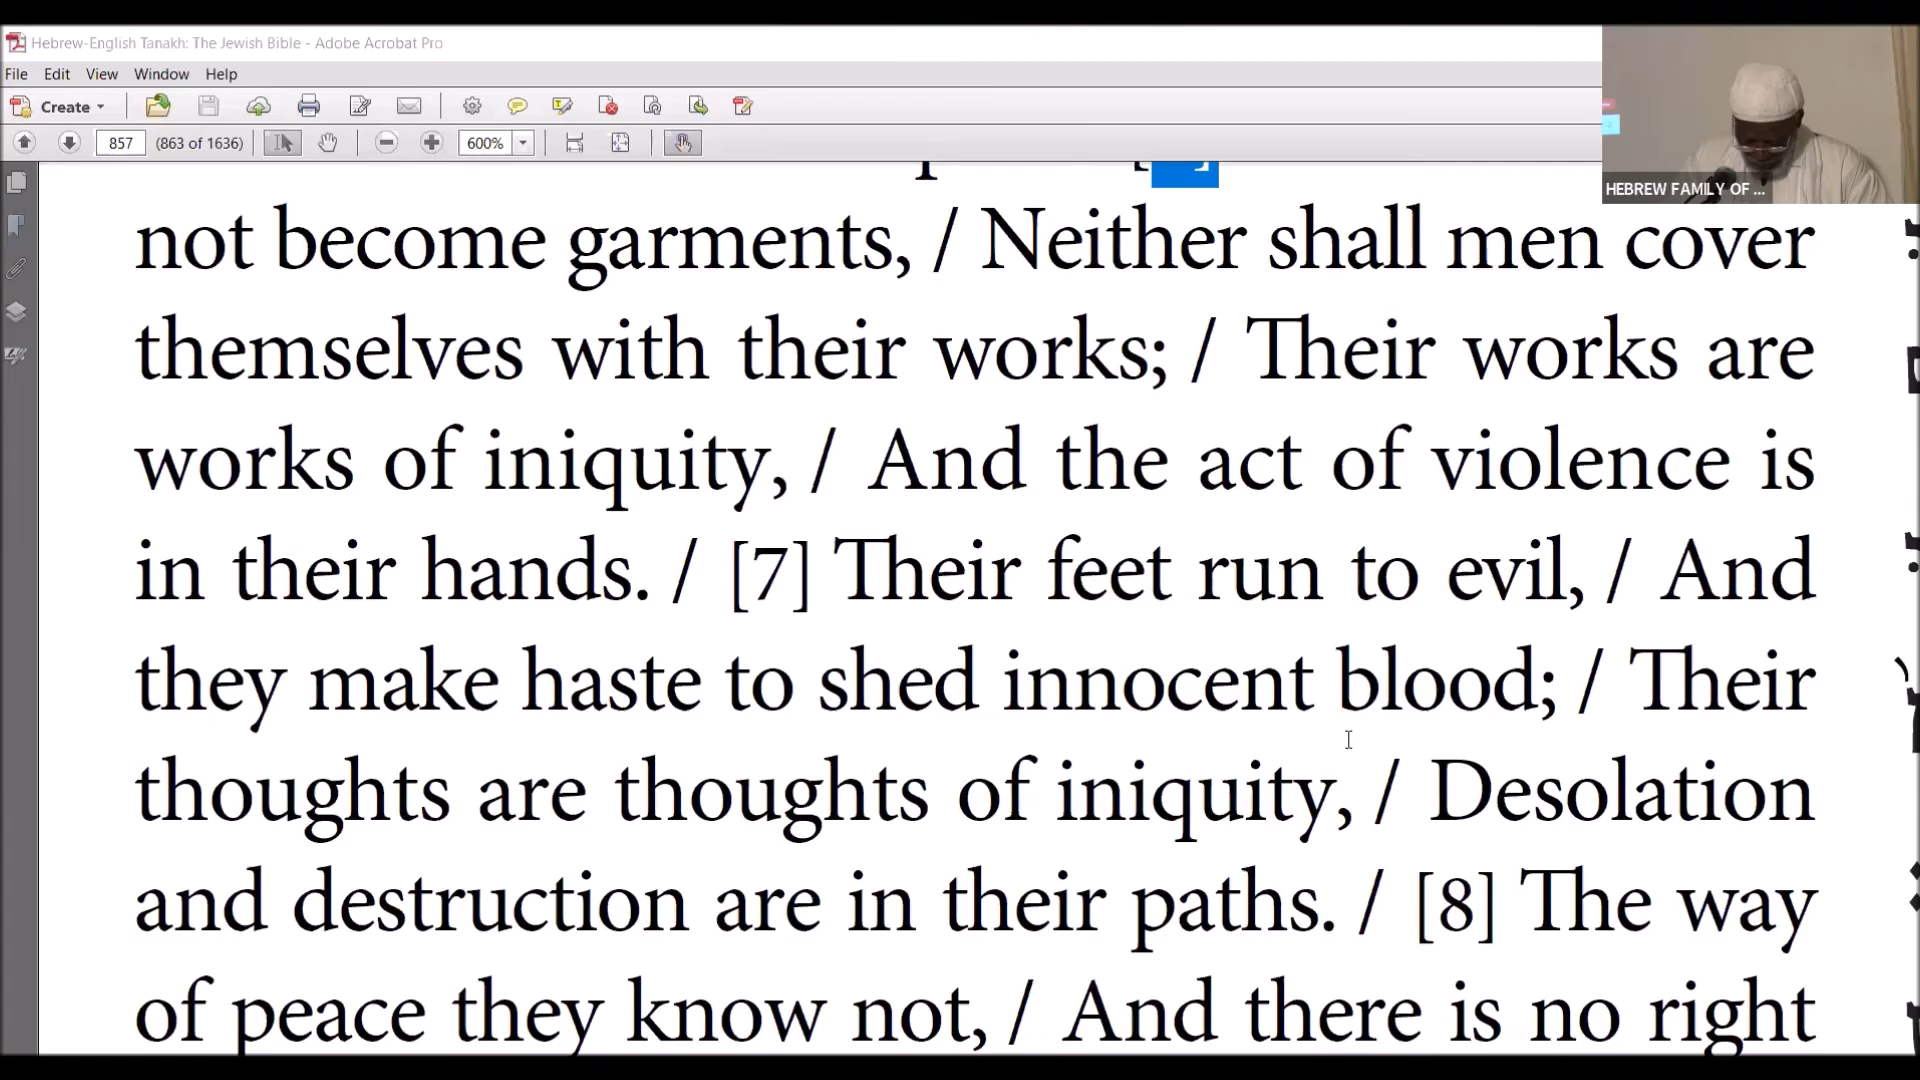 Hebrew-English Tanakh: The Jewish Bible - Adobe Acrobat Pro
File Edit View Window Help
Create
857 (863 of 1636) 600%
HEBREW FAMILY OF ...
not become garments, / Neither shall men cover
themselves with their works; / Their works are
works of iniquity, / And the act of violence is
in their hands. / [7] Their feet run to evil, / And
they make haste to shed innocent blood; / Their
thoughts are thoughts of iniquity, / Desolation
and destruction are in their paths. / [8] The way
of peace they know not, / And there is no right